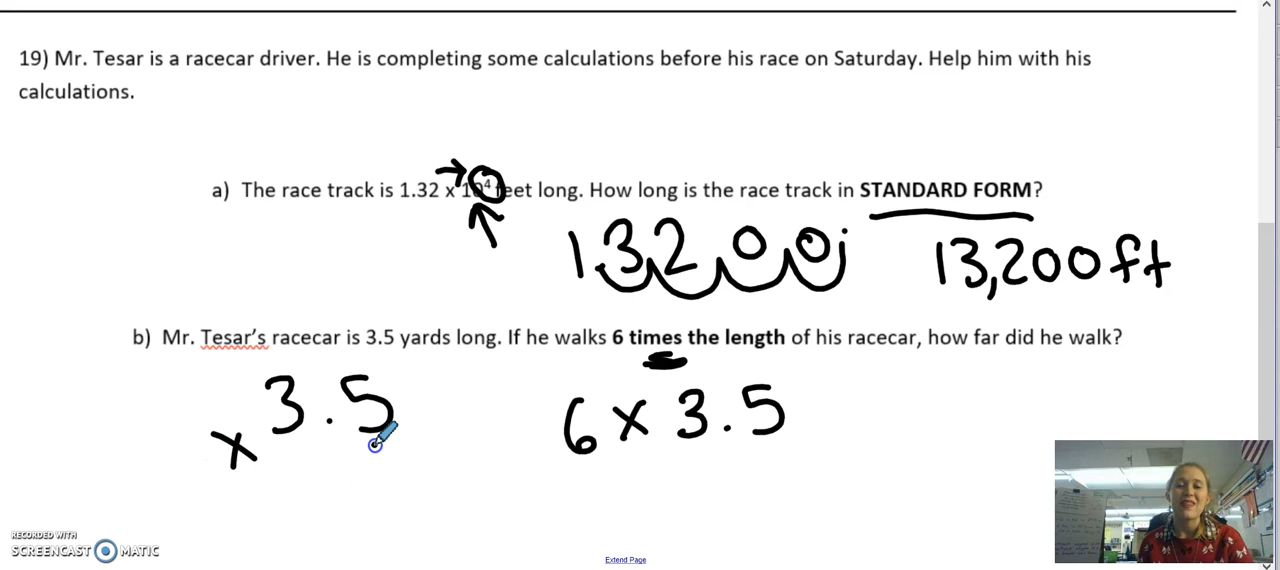 19) Mr. Tesar is a racecar driver. He is completing some calculations before his race on Saturday. Help him with his
calculations.
a) The race track is 1.32 x 10⁴ feet long. How long is the race track in STANDARD FORM?
13200 13,200 ft
b) Mr. Tesar's racecar is 3.5 yards long. If he walks 6 times the length of his racecar, how far did he walk?
3.5
x
6 x 3.5
RECORDED WITH
SCREENCAST MATIC
Extend Page